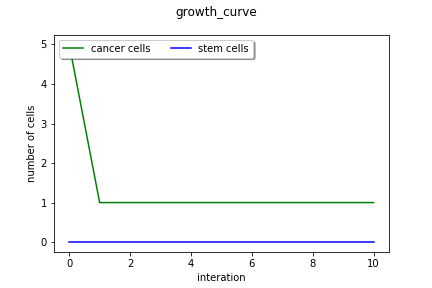 growth_curve
cancer cells stem cells
number of cells
5
4
3
2
1
0
0 2 4 6 8 10
interation